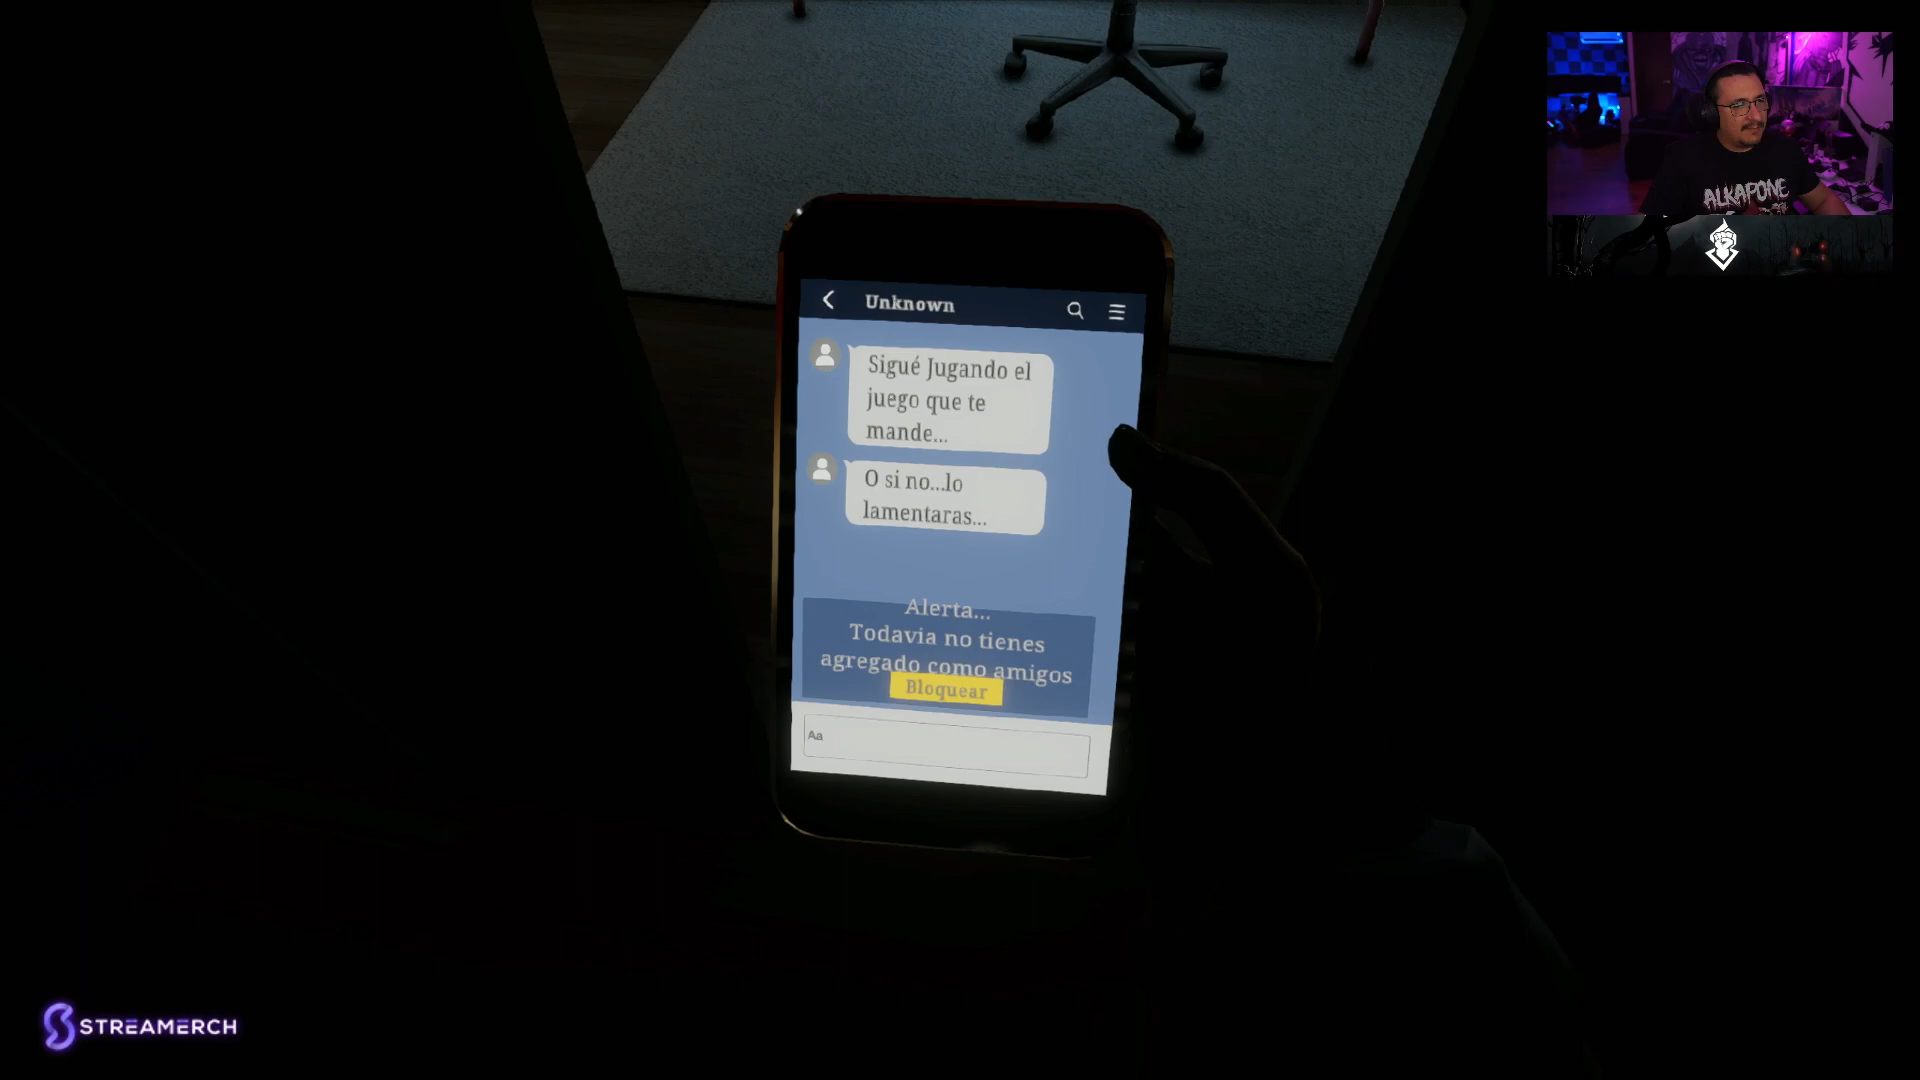 ALKAPONE
Unknown
Sigué Jugando el
juego que te
mande...
O si no...lo
lamentaras...
Alerta...
Todavia no tienes
agregado como amigos
Bloquear
Aa
STREAMERCH